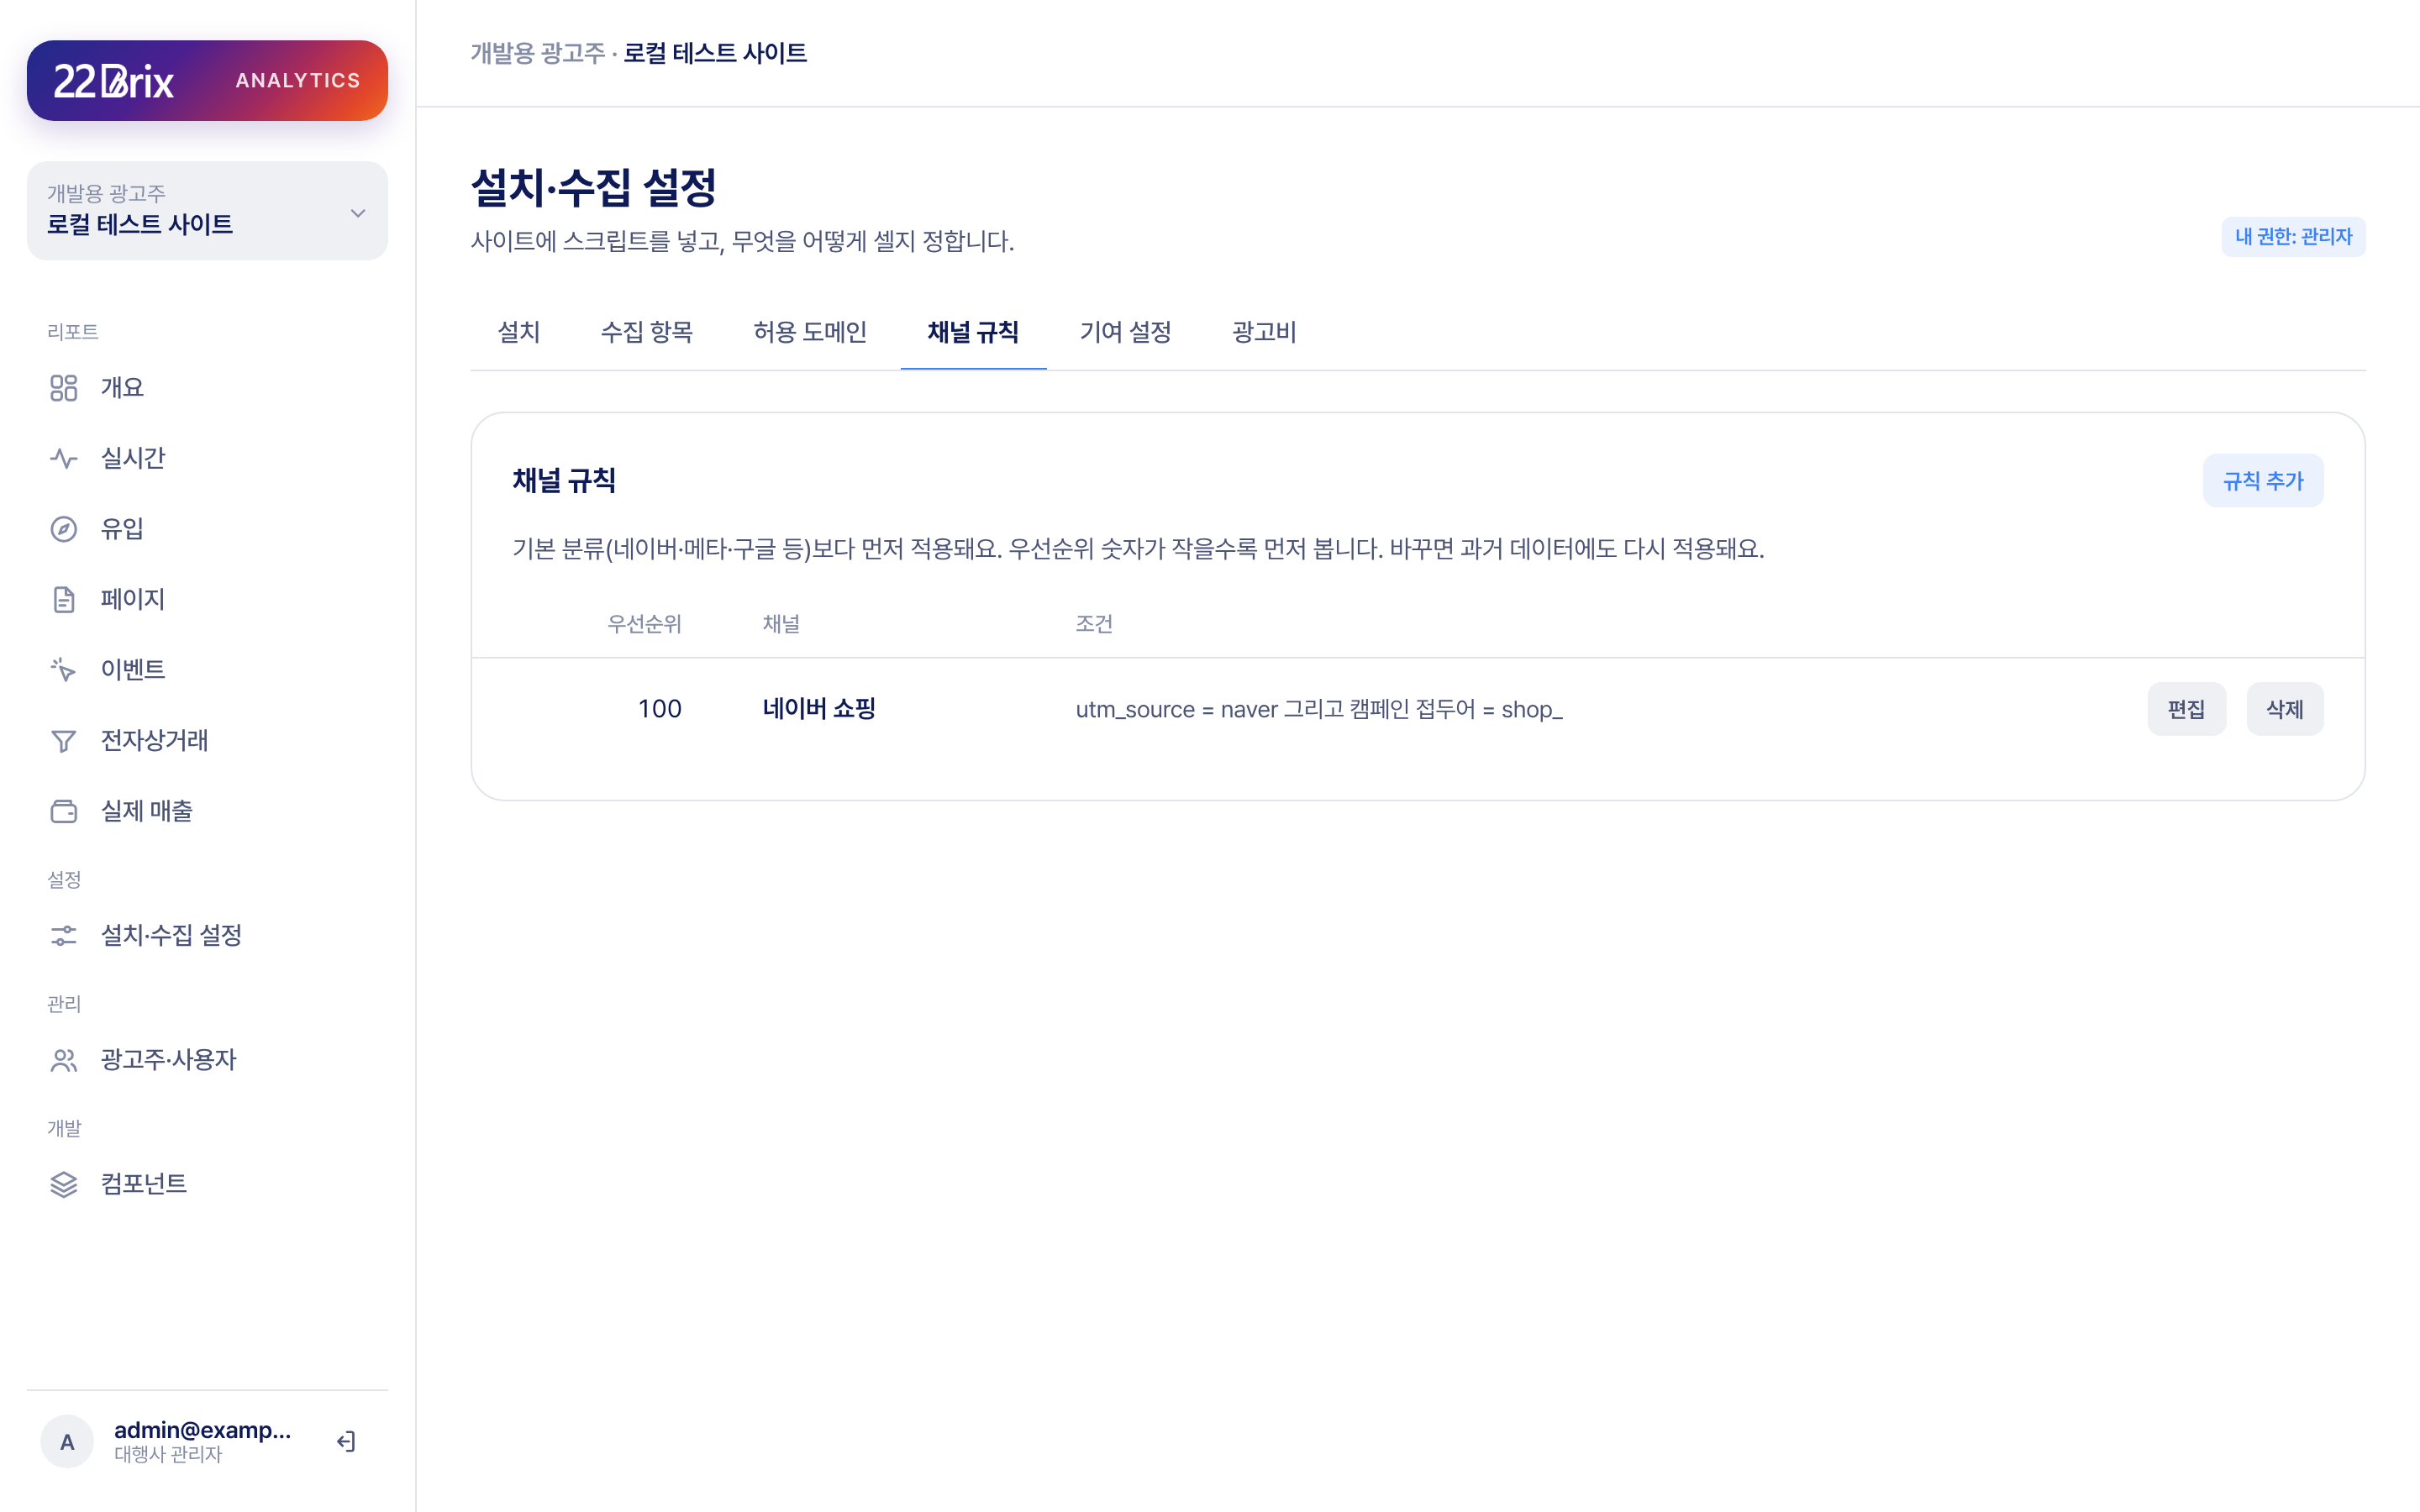 22Brix ANALYTICS
개발용 광고주
로컬 테스트 사이트
리포트
개요
실시간
유입
페이지
이벤트
전자상거래
실제 매출
설정
설치·수집 설정
관리
광고주·사용자
개발
컴포넌트
A
admin@examp...
대행사 관리자
개발용 광고주 · 로컬 테스트 사이트
설치·수집 설정
사이트에 스크립트를 넣고, 무엇을 어떻게 셀지 정합니다.
내 권한: 관리자
설치 수집 항목 허용 도메인 채널 규칙 기여 설정 광고비
채널 규칙
규칙 추가
기본 분류(네이버·메타·구글 등)보다 먼저 적용돼요. 우선순위 숫자가 작을수록 먼저 봅니다. 바꾸면 과거 데이터에도 다시 적용돼요.
우선순위 채널 조건
100 네이버 쇼핑 utm_source = naver 그리고 캠페인 접두어 = shop_ 편집 삭제